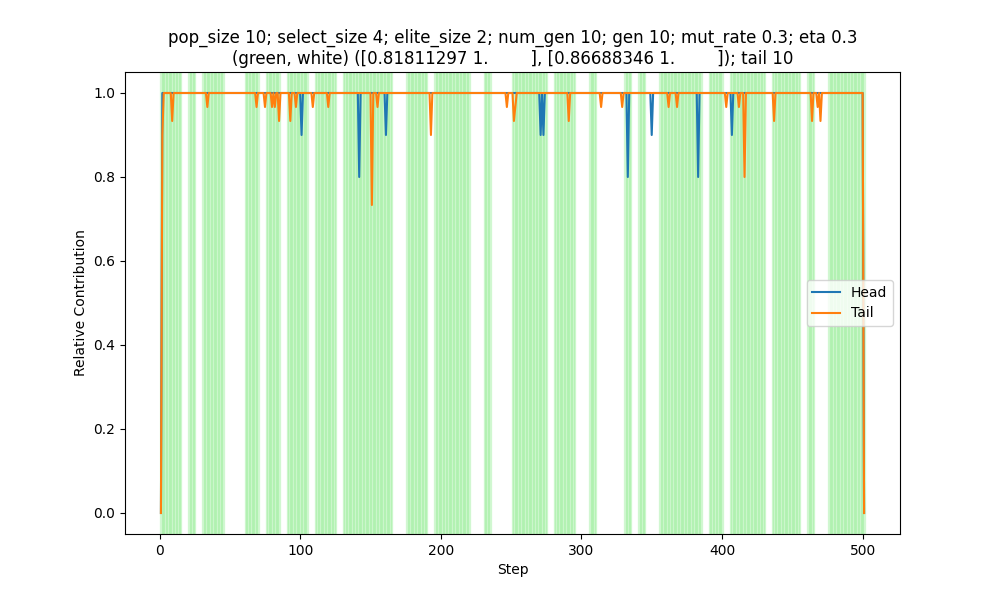 pop_size 10; select_size 4; elite_size 2; num_gen 10; gen 10; mut_rate 0.3; eta 0.3
(green, white) ([0.81811297 1.         ], [0.86688346 1.         ]); tail 10
1.0
0.8
0.6
0.4
0.2
0.0
Relative Contribution
Head
Tail
0 100 200 300 400 500
Step